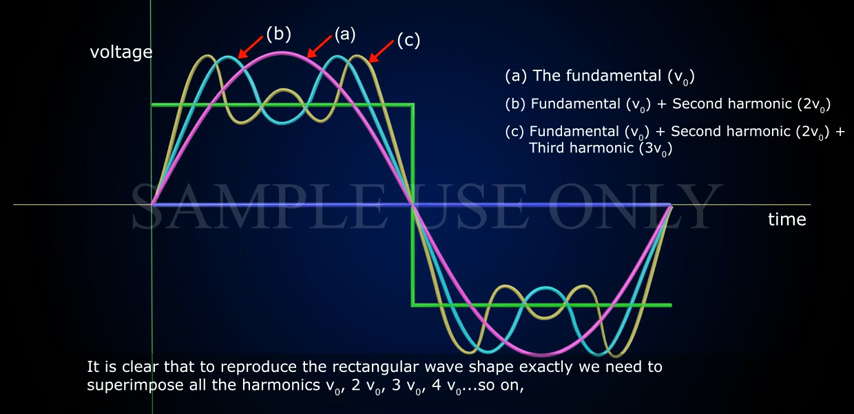 voltage
(b)
(a)
(c)
(a) The fundamental (v₀)
(b) Fundamental (v₀) + Second harmonic (2v₀)
(c) Fundamental (v₀) + Second harmonic (2v₀) +
Third harmonic (3v₀)
SAMPLE USE ONLY
time
It is clear that to reproduce the rectangular wave shape exactly we need to
superimpose all the harmonics v₀, 2 v₀, 3 v₀, 4 v₀...so on,